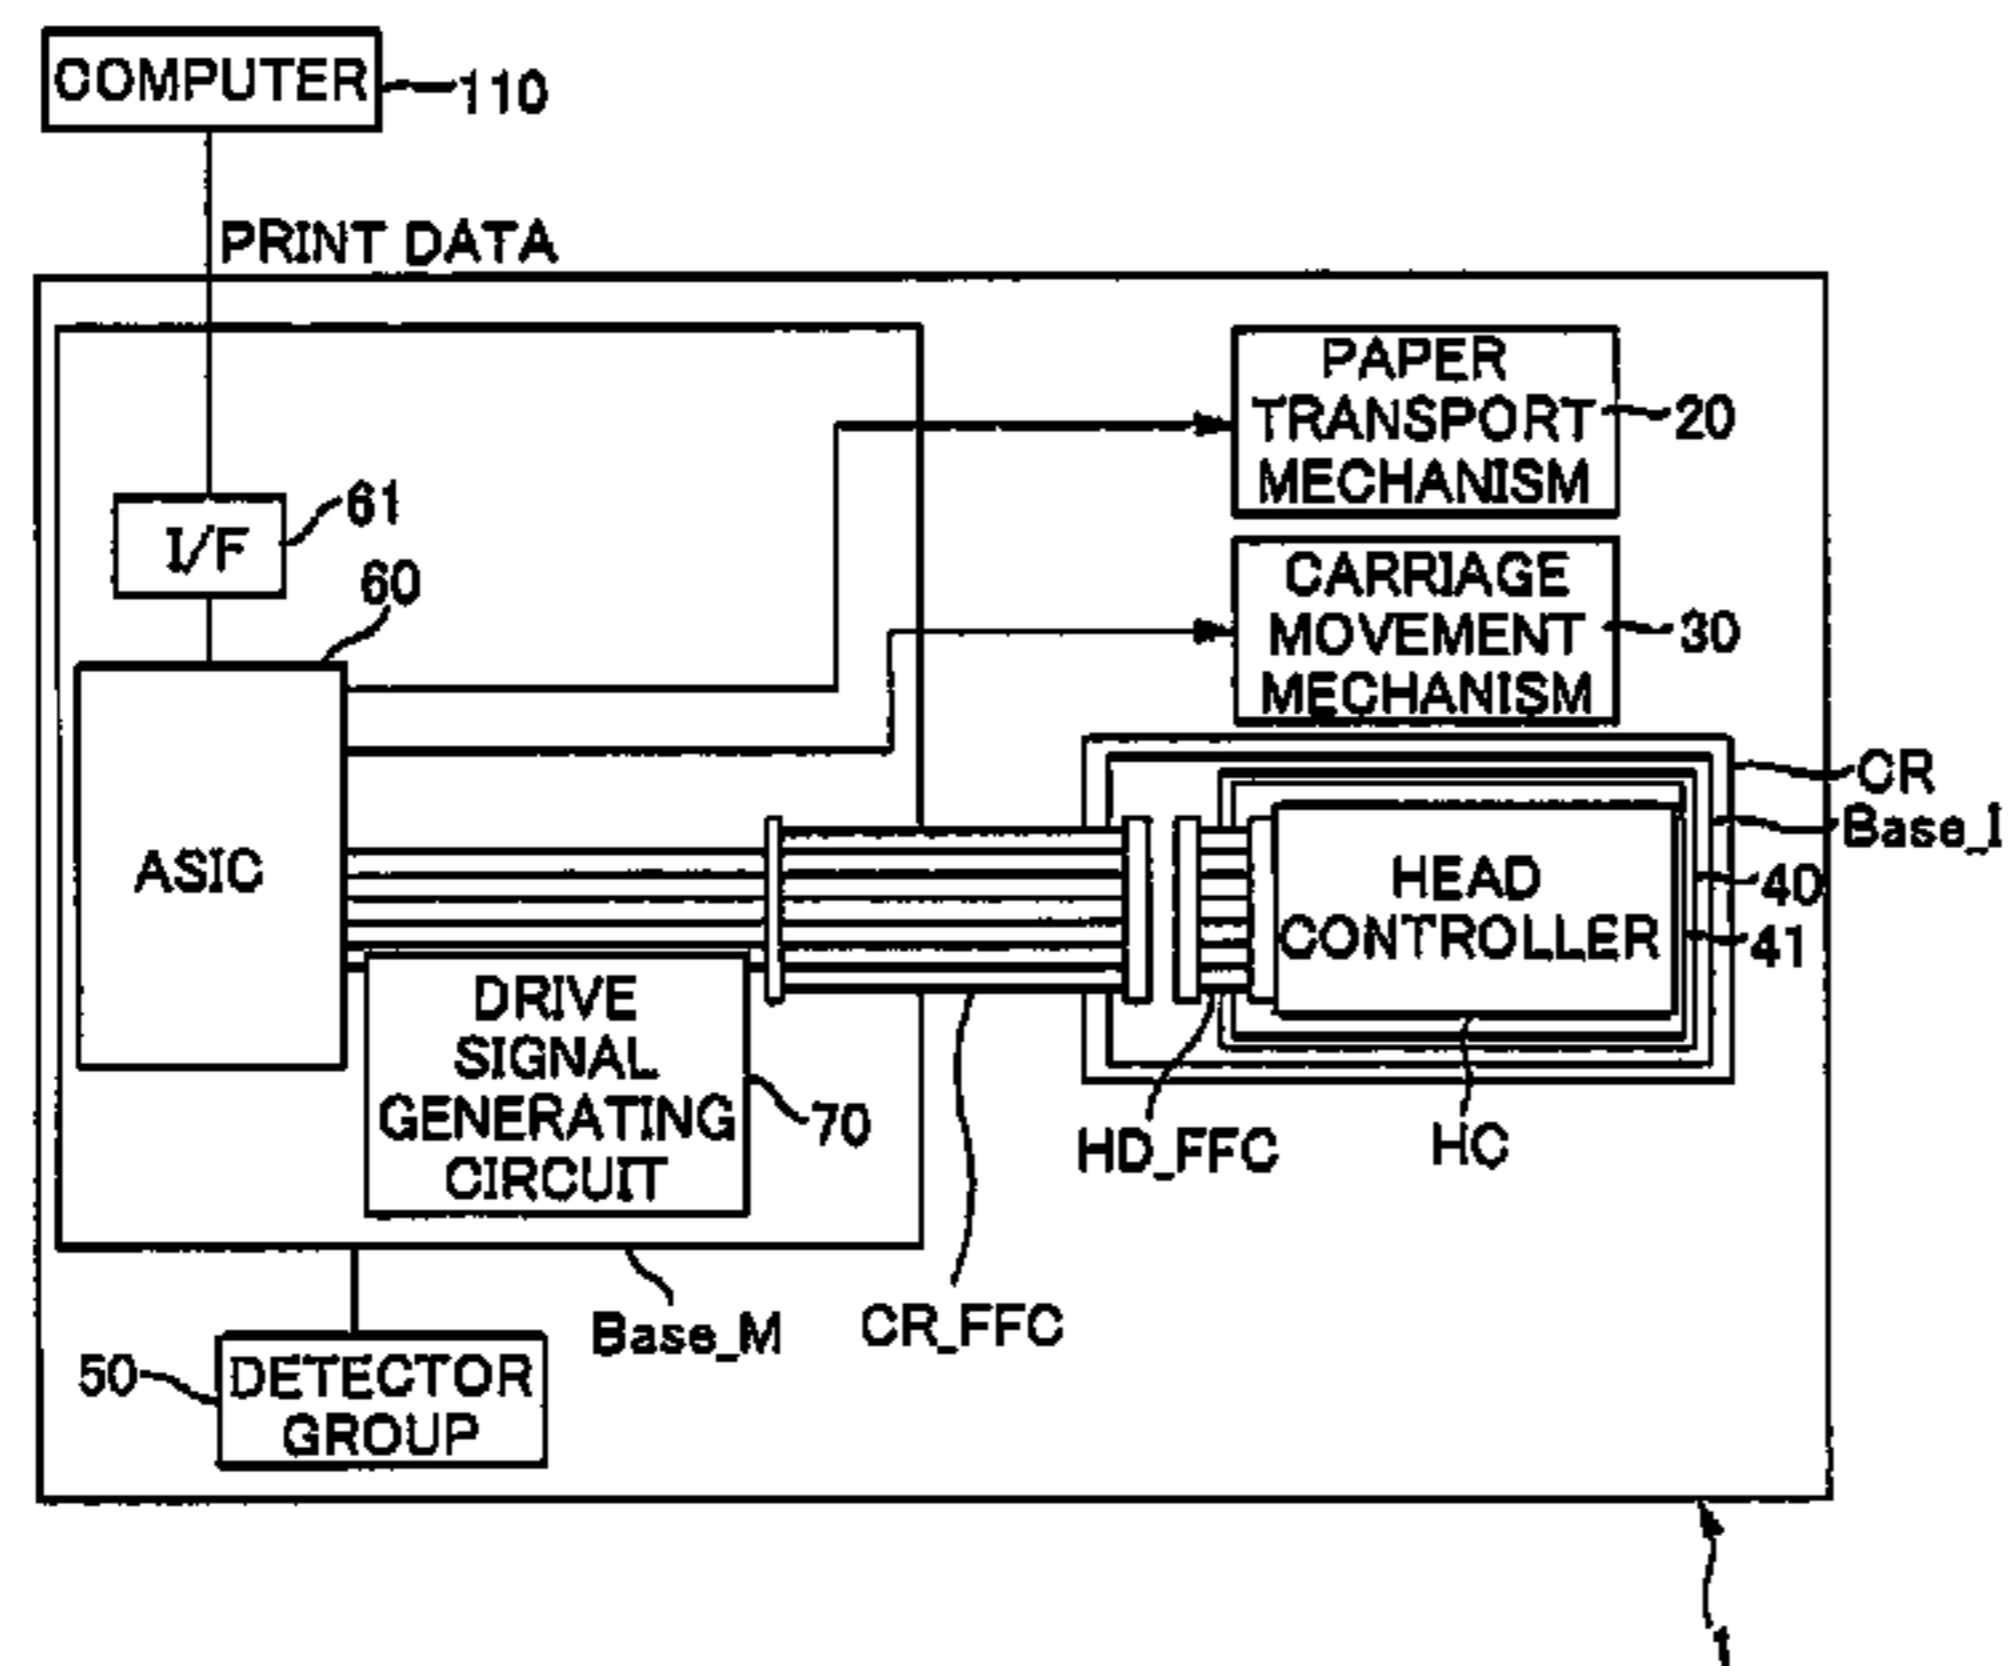 COMPUTER
110
PRINT DATA
PAPER
TRANSPORT
MECHANISM
20
I/F
61
60
CARRIAGE
MOVEMENT
MECHANISM
30
CR
Base_I
ASIC
HEAD
CONTROLLER
40
41
DRIVE
SIGNAL
GENERATING
CIRCUIT
70
HD_FFC
HC
Base_M
CR_FFC
50
DETECTOR
GROUP
1